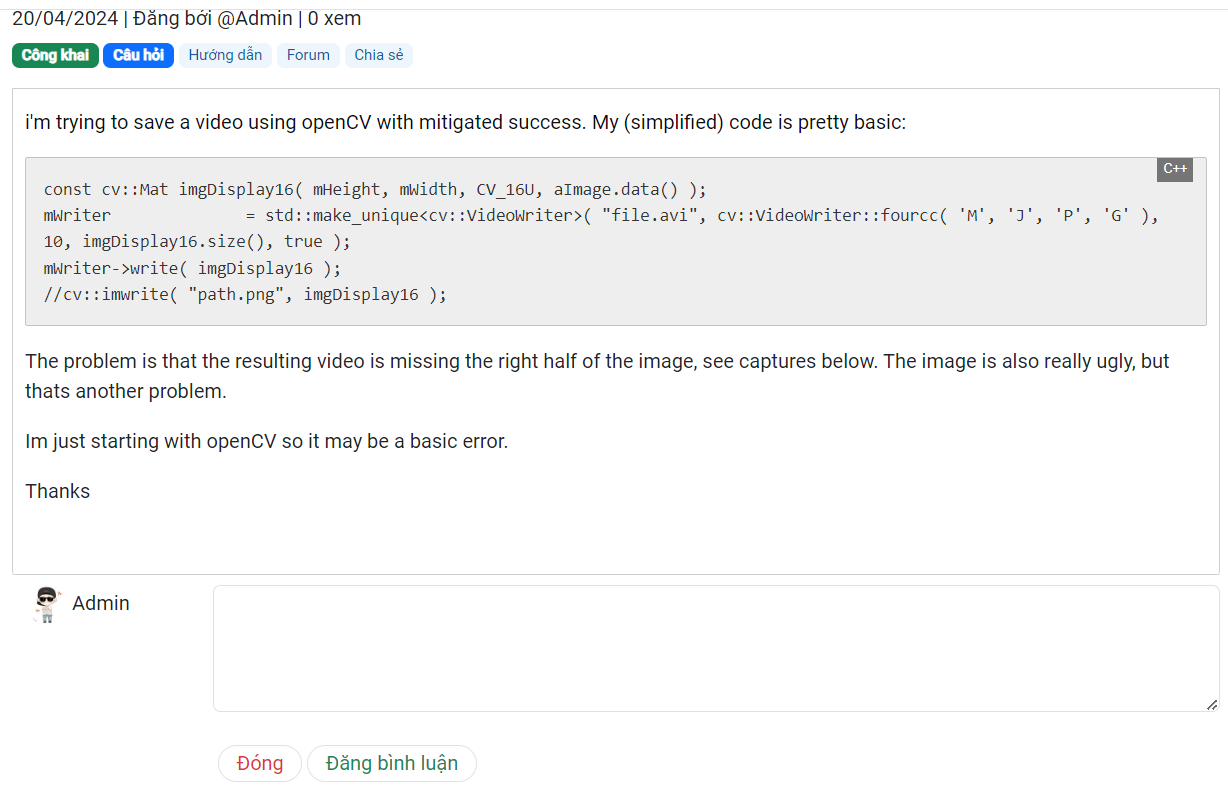 20/04/2024 | Đăng bởi @Admin | 0 xem
Công khai Câu hỏi Hướng dẫn Forum Chia sẻ
i'm trying to save a video using openCV with mitigated success. My (simplified) code is pretty basic:
C++
const cv::Mat imgDisplay16( mHeight, mWidth, CV_16U, aImage.data() );
mWriter              = std::make_unique<cv::VideoWriter>( "file.avi", cv::VideoWriter::fourcc( 'M', 'J', 'P', 'G' ),
10, imgDisplay16.size(), true );
mWriter->write( imgDisplay16 );
//cv::imwrite( "path.png", imgDisplay16 );
The problem is that the resulting video is missing the right half of the image, see captures below. The image is also really ugly, but
thats another problem.
Im just starting with openCV so it may be a basic error.
Thanks
Admin
Đóng Đăng bình luận